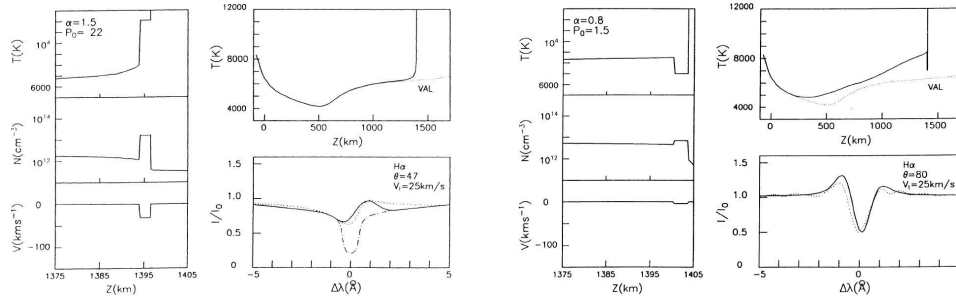 α=1.5
P₀= 22
T(K)
10⁴
6000
N(cm⁻³)
10¹⁴
10¹²
V(kms⁻¹)
0
-100
1375 1385 1395 1405
Z(km)
T(K)
12000
8000
4000
VAL
0 500 1000 1500
Z(km)
I/I₀
1.5
1.0
0.5
0.0
Hα
θ=47
V₁=25km/s
-5 0 5
Δλ(Å)
α=0.8
P₀=1.5
T(K)
10⁴
6000
N(cm⁻³)
10¹⁴
10¹²
V(kms⁻¹)
0
-100
1375 1385 1395 1405
Z(km)
T(K)
12000
8000
4000
VAL
0 500 1000 1500
Z(km)
I/I₀
1.5
1.0
0.5
0.0
Hα
θ=80
V₁=25km/s
-5 0 5
Δλ(Å)